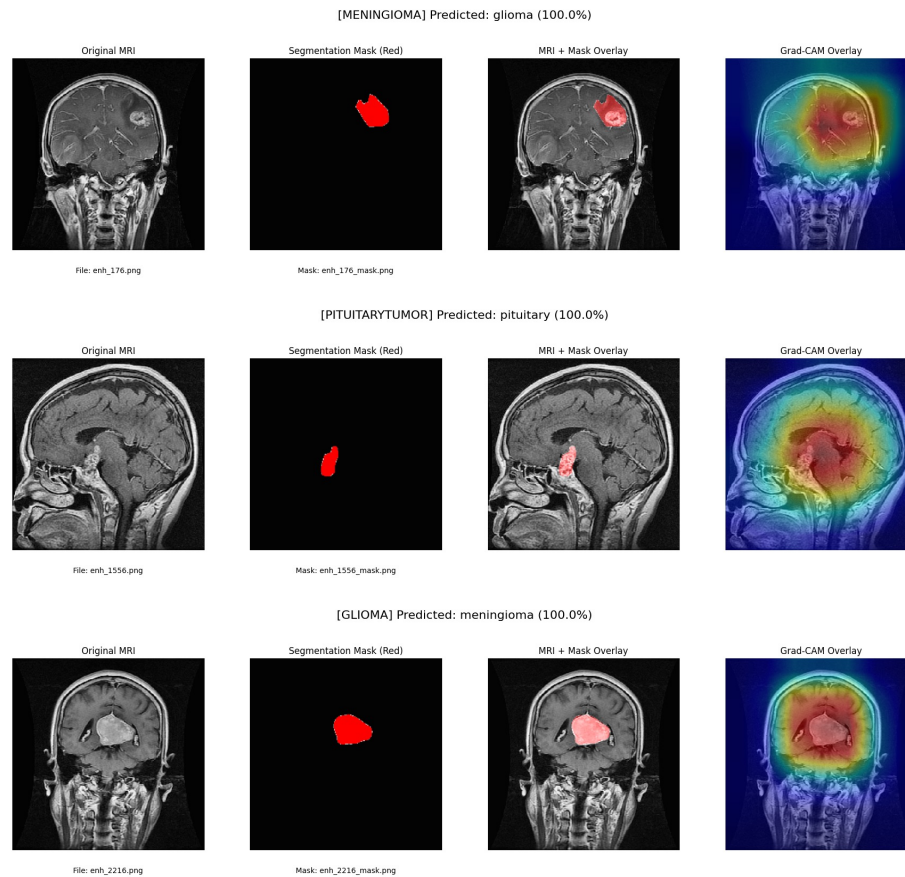 [MENINGIOMA] Predicted: glioma (100.0%)
Original MRI
Segmentation Mask (Red)
MRI + Mask Overlay
Grad-CAM Overlay
File: enh_176.png
Mask: enh_176_mask.png
[PITUITARYTUMOR] Predicted: pituitary (100.0%)
Original MRI
Segmentation Mask (Red)
MRI + Mask Overlay
Grad-CAM Overlay
File: enh_1556.png
Mask: enh_1556_mask.png
[GLIOMA] Predicted: meningioma (100.0%)
Original MRI
Segmentation Mask (Red)
MRI + Mask Overlay
Grad-CAM Overlay
File: enh_2216.png
Mask: enh_2216_mask.png